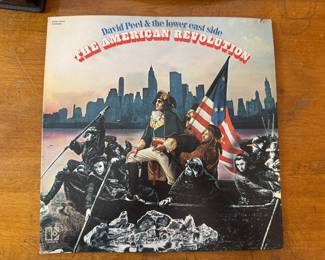 David Peel & the lower east side
THE AMERICAN REVOLUTION